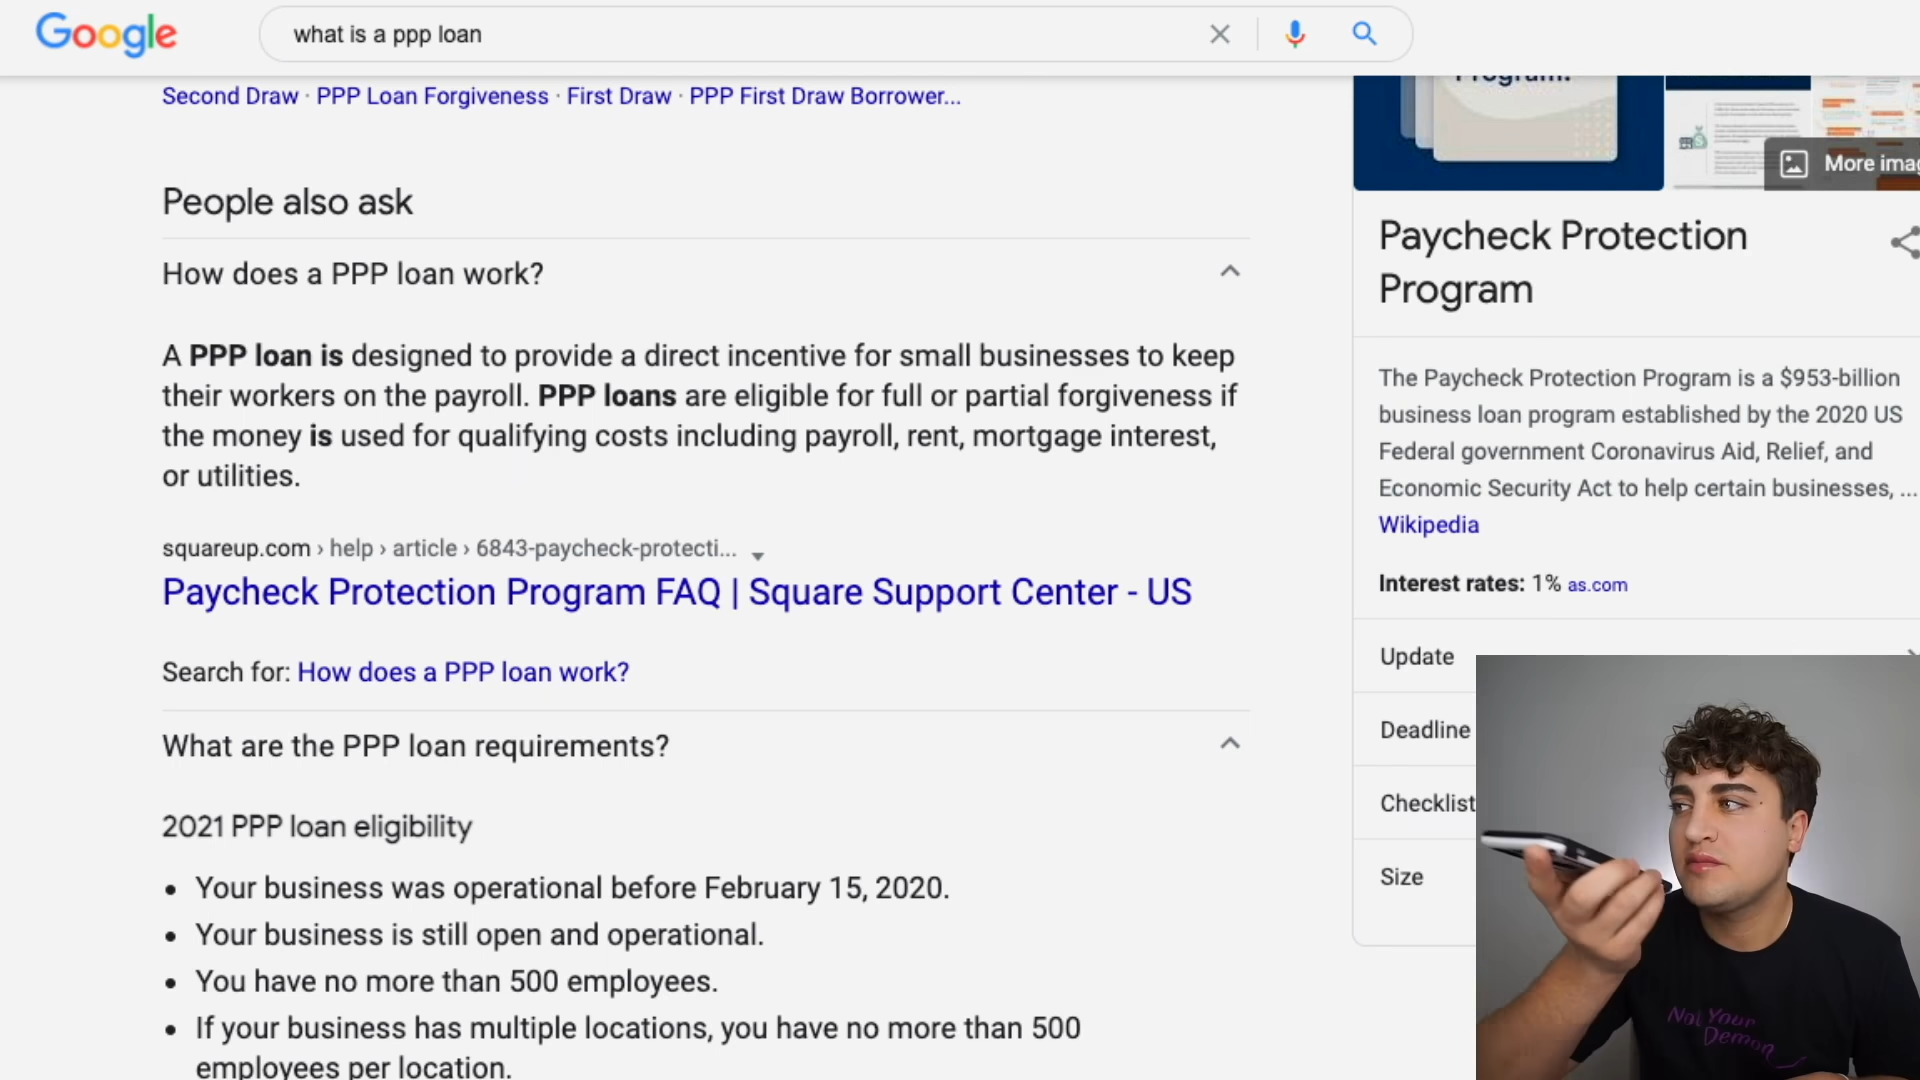 Google
what is a ppp loan
Second Draw · PPP Loan Forgiveness · First Draw · PPP First Draw Borrower...
People also ask
How does a PPP loan work?
A PPP loan is designed to provide a direct incentive for small businesses to keep
their workers on the payroll. PPP loans are eligible for full or partial forgiveness if
the money is used for qualifying costs including payroll, rent, mortgage interest,
or utilities.
squareup.com › help › article › 6843-paycheck-protecti...
Paycheck Protection Program FAQ | Square Support Center - US
Search for: How does a PPP loan work?
What are the PPP loan requirements?
2021 PPP loan eligibility
• Your business was operational before February 15, 2020.
• Your business is still open and operational.
• You have no more than 500 employees.
• If your business has multiple locations, you have no more than 500
employees per location.
More imag
Paycheck Protection
Program
The Paycheck Protection Program is a $953-billion
business loan program established by the 2020 US
Federal government Coronavirus Aid, Relief, and
Economic Security Act to help certain businesses, ...
Wikipedia
Interest rates: 1% as.com
Update
Deadline
Checklist
Size
Not Your
Demon